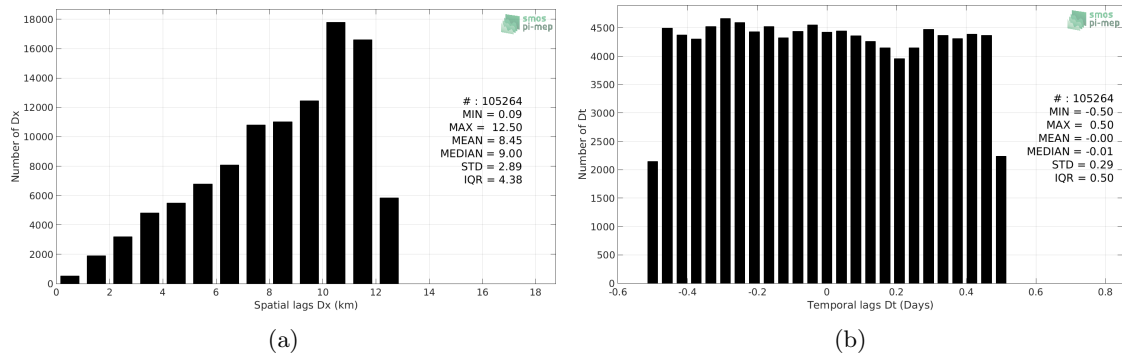 18000
16000
14000
12000
10000
8000
6000
4000
2000
0
Number of Dx
0 2 4 6 8 10 12 14 16 18
Spatial lags Dx (km)
smos
pi-mep
# : 105264
MIN = 0.09
MAX = 12.50
MEAN = 8.45
MEDIAN = 9.00
STD = 2.89
IQR = 4.38
(a)
4500
4000
3500
3000
2500
2000
1500
1000
500
0
Number of Dt
-0.6 -0.4 -0.2 0 0.2 0.4 0.6 0.8
Temporal lags Dt (Days)
smos
pi-mep
# : 105264
MIN = -0.50
MAX = 0.50
MEAN = -0.00
MEDIAN = -0.01
STD = 0.29
IQR = 0.50
(b)